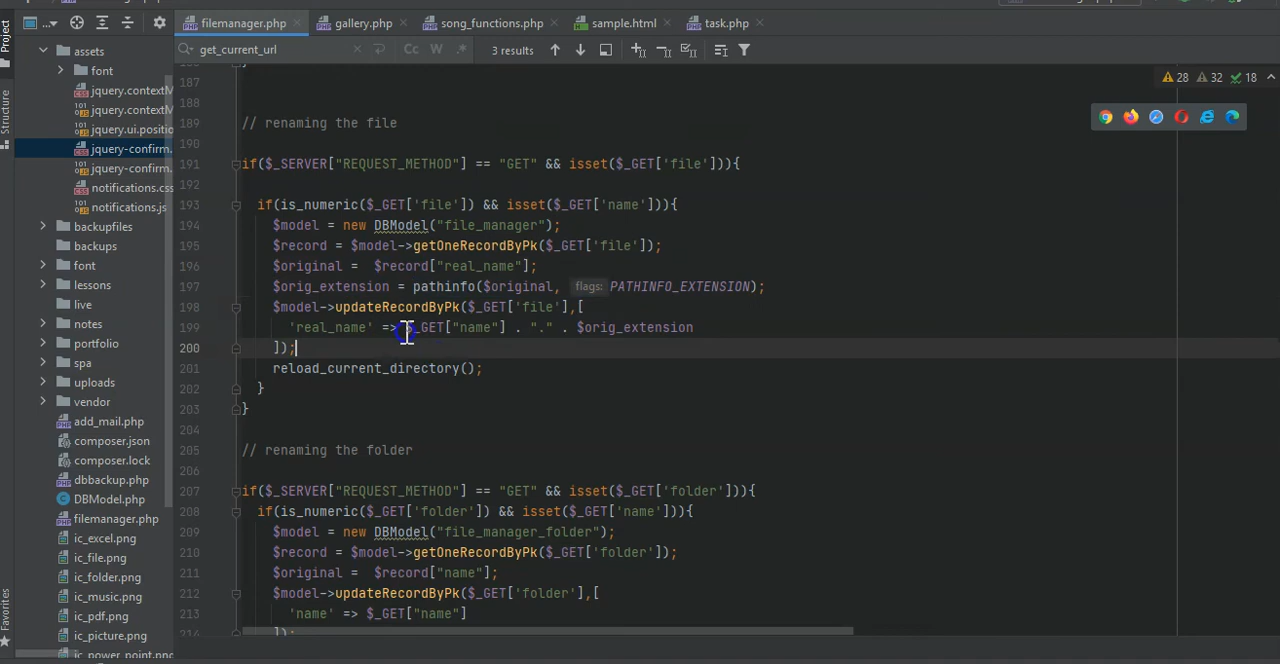 Project
filemanager.php
gallery.php
song_functions.php
sample.html
task.php
get_current_url
Cc W .*
3 results
28 32 18
assets
font
jquery.contextM
jquery.contextM
jquery.ui.positio
jquery-confirm.
jquery-confirm.
notifications.css
notifications.js
backupfiles
backups
font
lessons
live
notes
portfolio
spa
uploads
vendor
add_mail.php
composer.json
composer.lock
dbbackup.php
DBModel.php
filemanager.php
ic_excel.png
ic_file.png
ic_folder.png
ic_music.png
ic_pdf.png
ic_picture.png
ic_power_point.png
Structure
Favorites
187
188
189 // renaming the file
190
191 if($_SERVER["REQUEST_METHOD"] == "GET" && isset($_GET['file'])){
192
193 if(is_numeric($_GET['file']) && isset($_GET['name'])){
194 $model = new DBModel("file_manager");
195 $record = $model->getOneRecordByPk($_GET['file']);
196 $original = $record["real_name"];
197 $orig_extension = pathinfo($original, flags: PATHINFO_EXTENSION);
198 $model->updateRecordByPk($_GET['file'],[
199 'real_name' => $_GET["name"] . "." . $orig_extension
200 ]);
201 reload_current_directory();
202 }
203 }
204
205 // renaming the folder
206
207 if($_SERVER["REQUEST_METHOD"] == "GET" && isset($_GET['folder'])){
208 if(is_numeric($_GET['folder']) && isset($_GET['name'])){
209 $model = new DBModel("file_manager_folder");
210 $record = $model->getOneRecordByPk($_GET['folder']);
211 $original = $record["name"];
212 $model->updateRecordByPk($_GET['folder'],[
213 'name' => $_GET["name"]
214 ]);